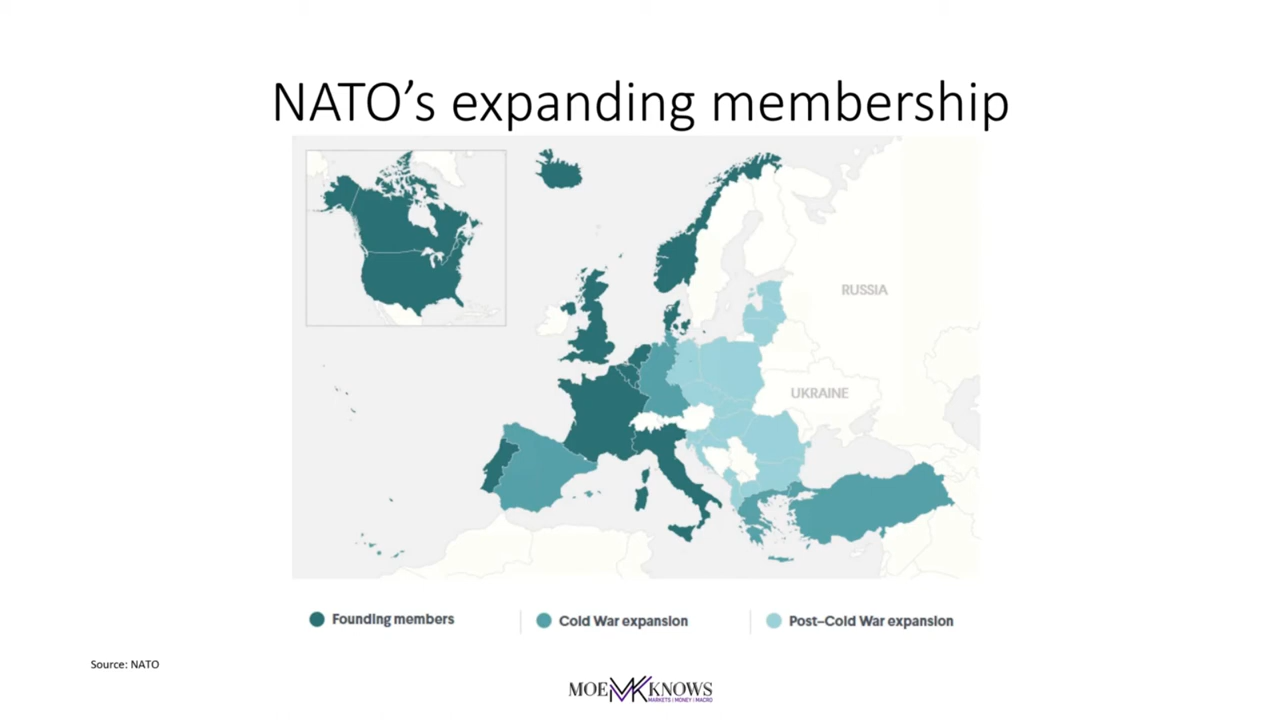 NATO’s expanding membership
RUSSIA
UKRAINE
Founding members
Cold War expansion
Post–Cold War expansion
Source: NATO
MOE MK KNOWS
MARKETS | MONEY | MACRO